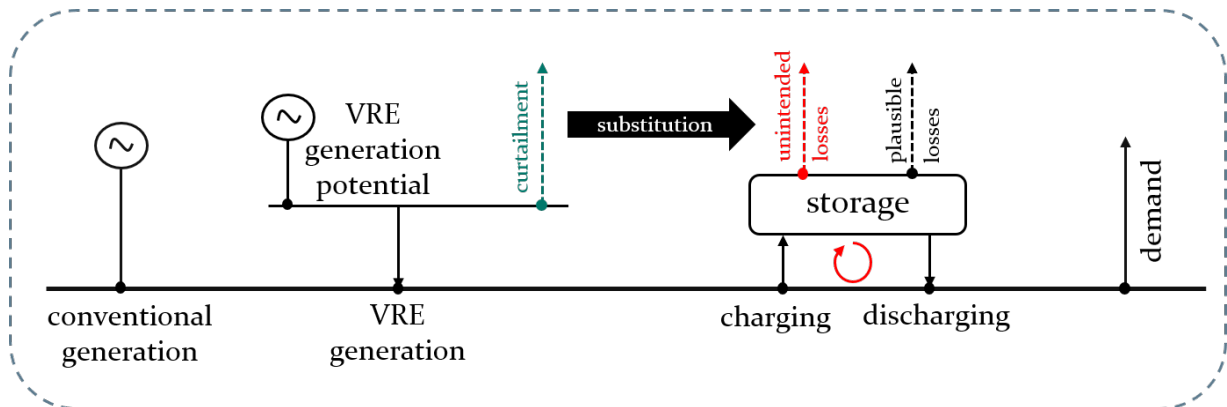 conventional
generation
VRE
generation
potential
VRE
generation
curtailment
substitution
unintended
losses
plausible
losses
storage
charging
discharging
demand